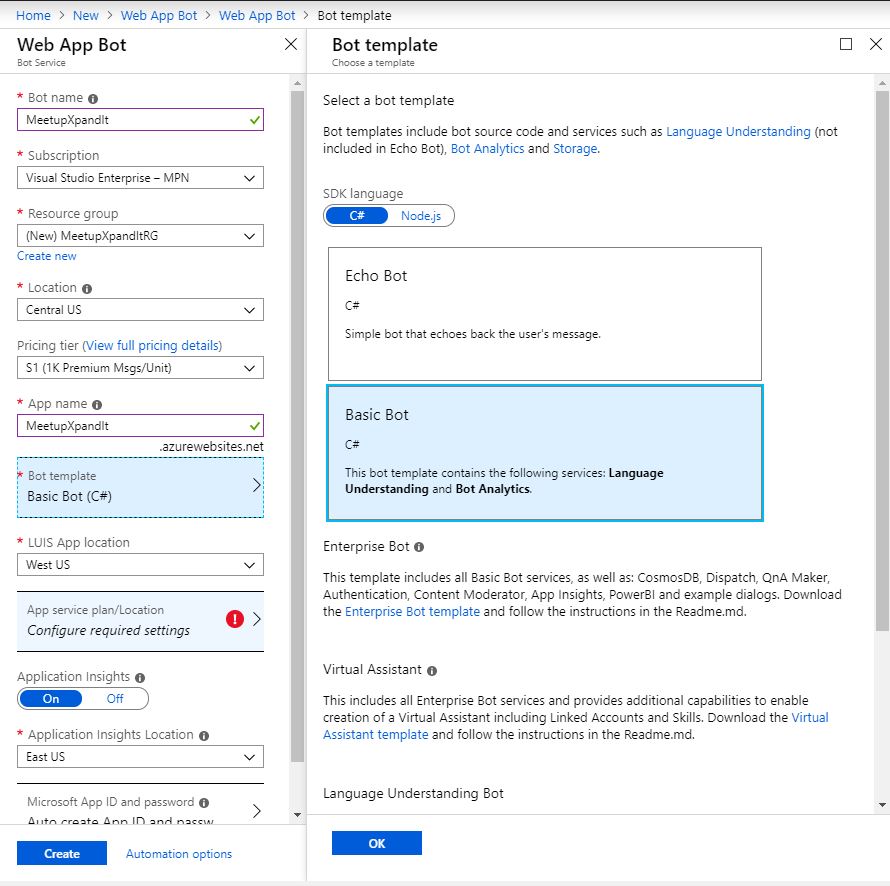 Home > New > Web App Bot > Web App Bot > Bot template
Web App Bot
Bot Service
* Bot name
MeetupXpandIt
* Subscription
Visual Studio Enterprise – MPN
* Resource group
(New) MeetupXpandItRG
Create new
* Location
Central US
Pricing tier (View full pricing details)
S1 (1K Premium Msgs/Unit)
* App name
MeetupXpandIt
.azurewebsites.net
* Bot template
Basic Bot (C#)
* LUIS App location
West US
App service plan/Location
Configure required settings
Application Insights
On Off
* Application Insights Location
East US
Microsoft App ID and password
Auto create App ID and passw
Create Automation options
Bot template
Choose a template
Select a bot template
Bot templates include bot source code and services such as Language Understanding (not
included in Echo Bot), Bot Analytics and Storage.
SDK language
C# Node.js
Echo Bot
C#
Simple bot that echoes back the user's message.
Basic Bot
C#
This bot template contains the following services: Language
Understanding and Bot Analytics.
Enterprise Bot
This template includes all Basic Bot services, as well as: CosmosDB, Dispatch, QnA Maker,
Authentication, Content Moderator, App Insights, PowerBI and example dialogs. Download
the Enterprise Bot template and follow the instructions in the Readme.md.
Virtual Assistant
This includes all Enterprise Bot services and provides additional capabilities to enable
creation of a Virtual Assistant including Linked Accounts and Skills. Download the Virtual
Assistant template and follow the instructions in the Readme.md.
Language Understanding Bot
OK